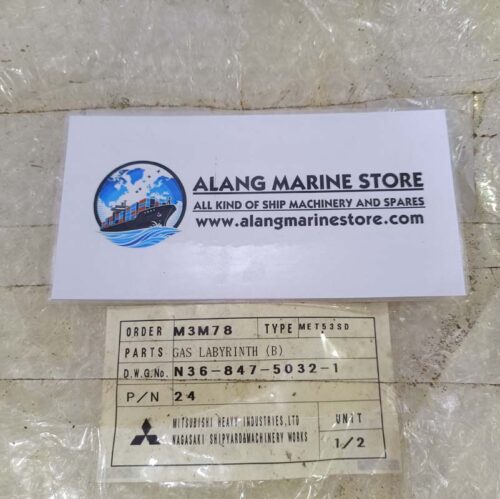 ALANG MARINE STORE
ALL KIND OF SHIP MACHINERY AND SPARES
www.alangmarinestore.com
ORDER M3M78 TYPE MET53SD
PARTS GAS LABYRINTH (B)
D.W.G.No. N36-847-5032-1
P/N 24
MITSUBISHI HEAVY INDUSTRIES,LTD UNIT
NAGASAKI SHIPYARD&MACHINERY WORKS 1/2